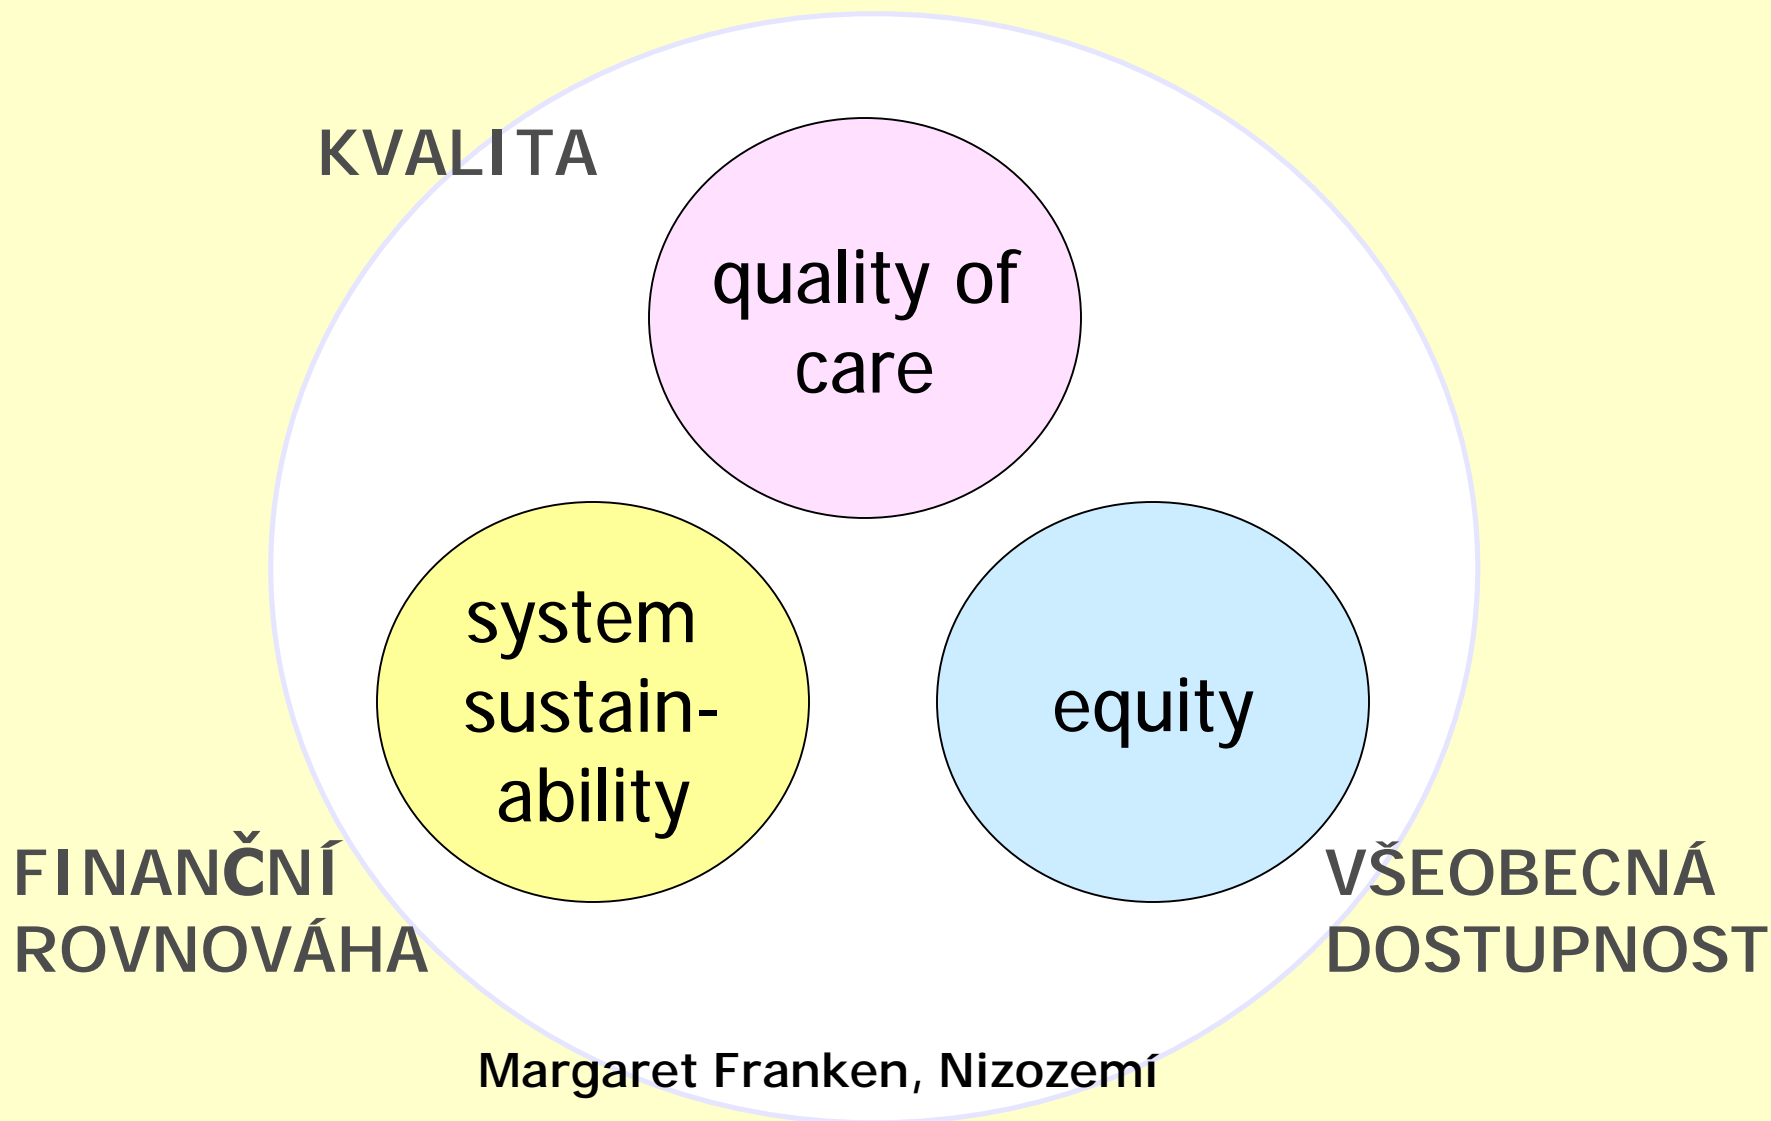 KVALITA
quality of
care
system
sustain-
ability
equity
FINANČNÍ
ROVNOVÁHA
VŠEOBECNÁ
DOSTUPNOST
Margaret Franken, Nizozemí